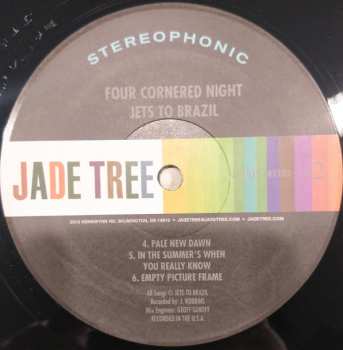 STEREOPHONIC
FOUR CORNERED NIGHT
JETS TO BRAZIL
JADE TREE
4. PALE NEW DAWN
5. IN THE SUMMER'S WHEN
YOU REALLY KNOW
6. EMPTY PICTURE FRAME
All Songs © JETS TO BRAZIL
Recorded by: J. ROBBINS
Mix Engineer: GEOFF SANOFF
RECORDED IN THE U.S.A.